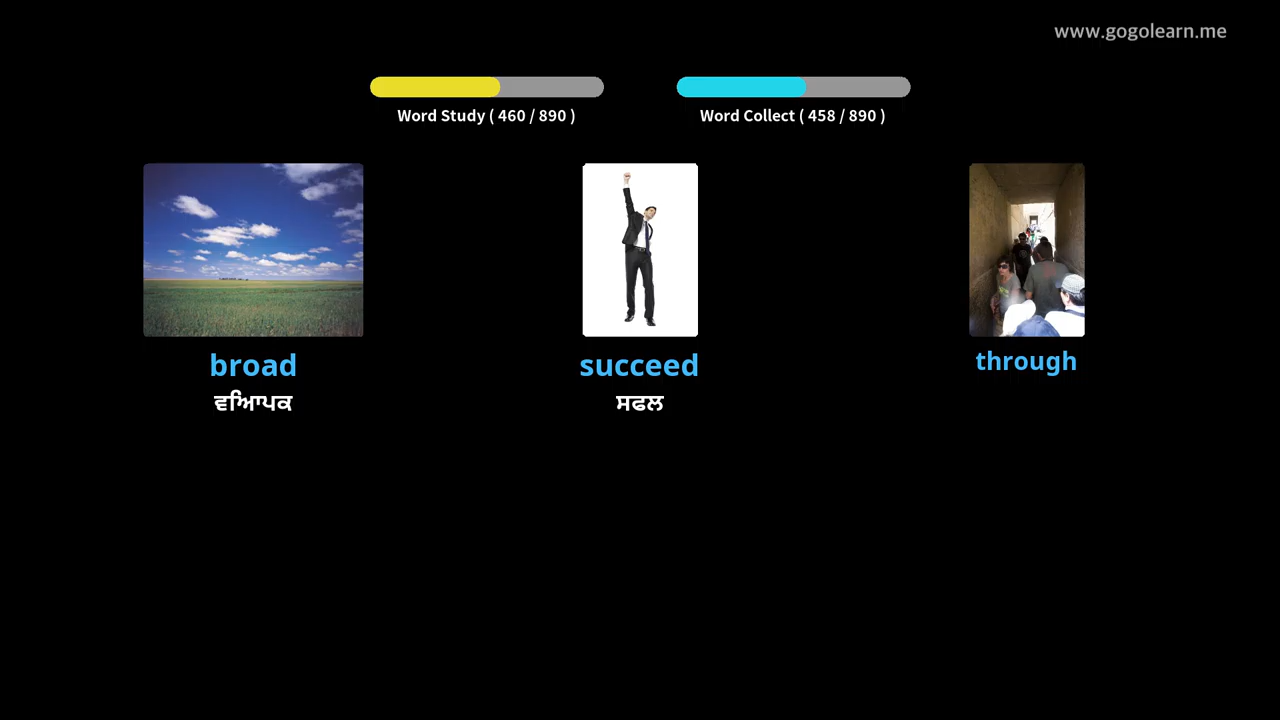 www.gogolearn.me
Word Study ( 460 / 890 )
Word Collect ( 458 / 890 )
broad
succeed
through
ਵਿਆਪਕ
ਸਫਲ